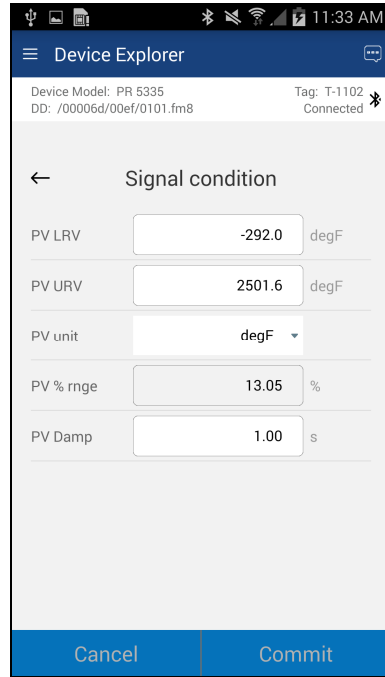 11:33 AM
Device Explorer
Device Model: PR 5335 Tag: T-1102
DD: /00006d/00ef/0101.fm8 Connected
Signal condition
PV LRV -292.0 degF
PV URV 2501.6 degF
PV unit degF
PV % rnge 13.05 %
PV Damp 1.00 s
Cancel Commit